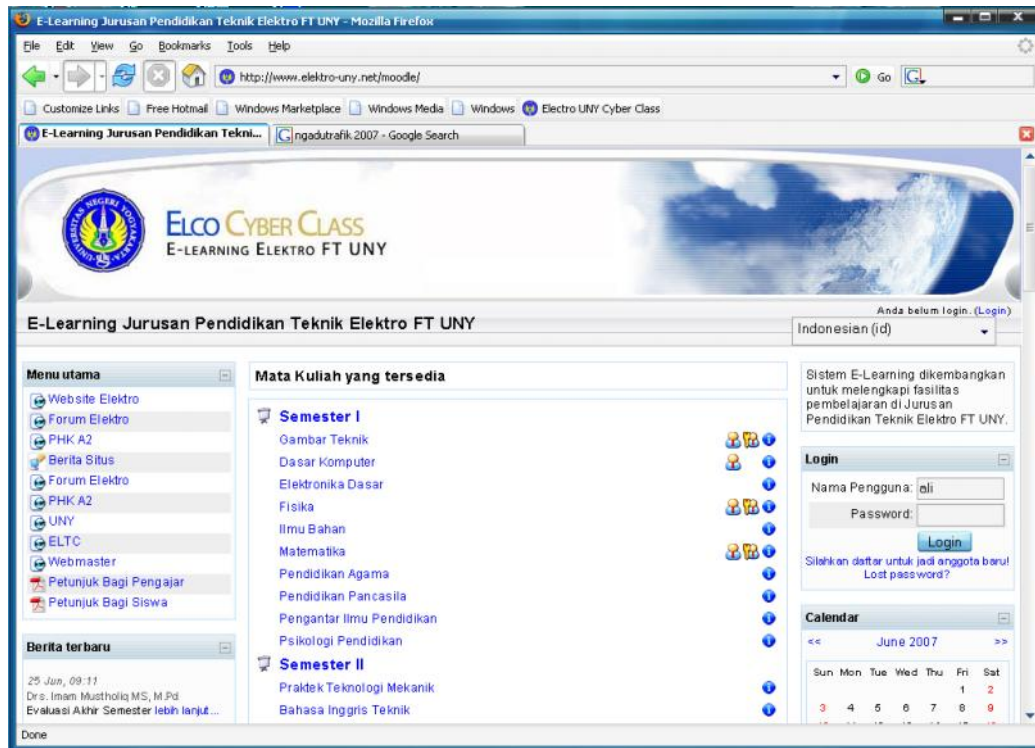 E-Learning Jurusan Pendidikan Teknik Elektro FT UNY - Mozilla Firefox
File Edit View Go Bookmarks Tools Help
http://www.elektro-uny.net/moodle/
Go
Customize Links Free Hotmail Windows Marketplace Windows Media Windows Electro UNY Cyber Class
E-Learning Jurusan Pendidikan Tekni... ngadutrafik 2007 - Google Search
UNIVERSITAS NEGERI YOGYAKARTA
UNY
ELCO CYBER CLASS
E-LEARNING ELEKTRO FT UNY
Anda belum login. (Login)
E-Learning Jurusan Pendidikan Teknik Elektro FT UNY
Indonesian (id)
Menu utama
Website Elektro
Forum Elektro
PHK A2
Berita Situs
Forum Elektro
PHK A2
UNY
ELTC
Webmaster
Petunjuk Bagi Pengajar
Petunjuk Bagi Siswa
Berita terbaru
25 Jun, 09:11
Drs. Imam Mustholiq MS, M.Pd
Evaluasi Akhir Semester lebih lanjut...
Mata Kuliah yang tersedia
Semester I
Gambar Teknik
Dasar Komputer
Elektronika Dasar
Fisika
Ilmu Bahan
Matematika
Pendidikan Agama
Pendidikan Pancasila
Pengantar Ilmu Pendidikan
Psikologi Pendidikan
Semester II
Praktek Teknologi Mekanik
Bahasa Inggris Teknik
Sistem E-Learning dikembangkan
untuk melengkapi fasilitas
pembelajaran di Jurusan
Pendidikan Teknik Elektro FT UNY.
Login
Nama Pengguna: ali
Password:
Login
Silahkan daftar untuk jadi anggota baru!
Lost password?
Calendar
<< June 2007 >>
Sun Mon Tue Wed Thu Fri Sat
1 2
3 4 5 6 7 8 9
Done